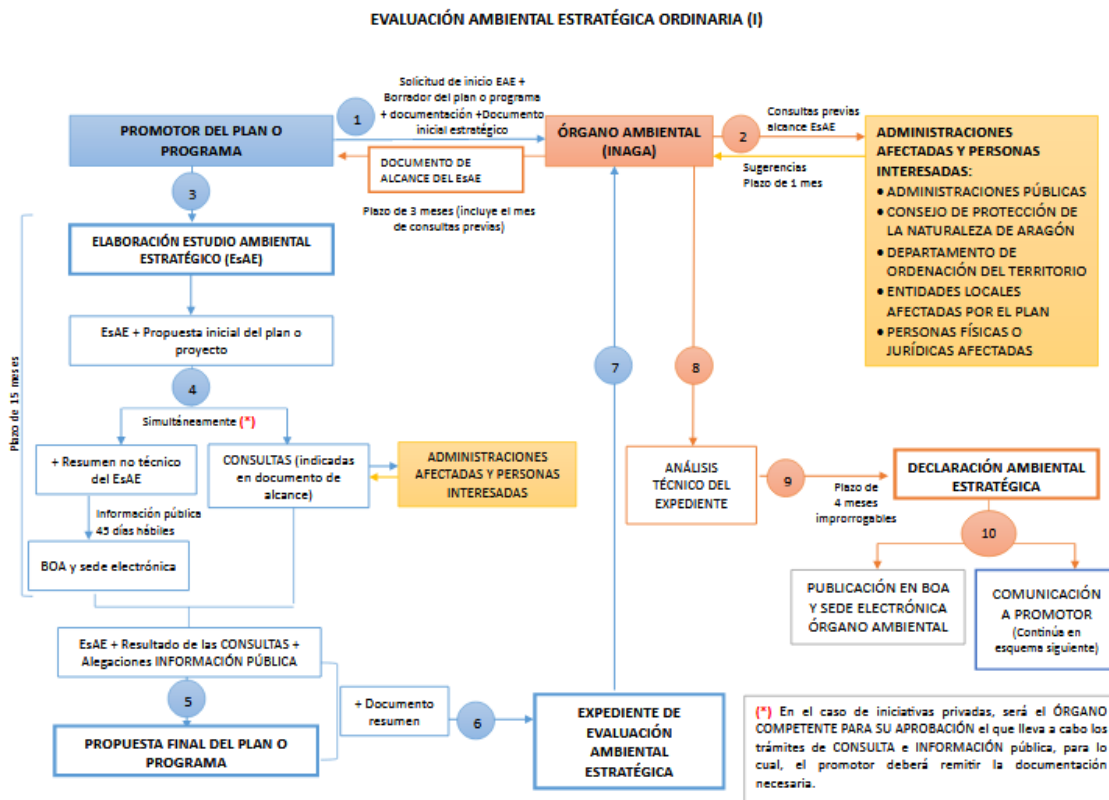 EVALUACIÓN AMBIENTAL ESTRATÉGICA ORDINARIA (I)
PROMOTOR DEL PLAN O
PROGRAMA
1
Solicitud de inicio EAE +
Borrador del plan o programa
+ documentación +Documento
inicial estratégico
DOCUMENTO DE
ALCANCE DEL EsAE
Plazo de 3 meses (incluye el mes
de consultas previas)
ÓRGANO AMBIENTAL
(INAGA)
2
Consultas previas
alcance EsAE
Sugerencias
Plazo de 1 mes
ADMINISTRACIONES
AFECTADAS Y PERSONAS
INTERESADAS:
• ADMINISTRACIONES PÚBLICAS
• CONSEJO DE PROTECCIÓN DE
LA NATURALEZA DE ARAGÓN
• DEPARTAMENTO DE
ORDENACIÓN DEL TERRITORIO
• ENTIDADES LOCALES
AFECTADAS POR EL PLAN
• PERSONAS FÍSICAS O
JURÍDICAS AFECTADAS
3
Plazo de 15 meses
ELABORACIÓN ESTUDIO AMBIENTAL
ESTRATÉGICO (EsAE)
EsAE + Propuesta inicial del plan o
proyecto
4
Simultáneamente (*)
+ Resumen no técnico
del EsAE
Información pública
45 días hábiles
BOA y sede electrónica
CONSULTAS (indicadas
en documento de
alcance)
ADMINISTRACIONES
AFECTADAS Y PERSONAS
INTERESADAS
EsAE + Resultado de las CONSULTAS +
Alegaciones INFORMACIÓN PÚBLICA
5
PROPUESTA FINAL DEL PLAN O
PROGRAMA
+ Documento
resumen
6
EXPEDIENTE DE
EVALUACIÓN
AMBIENTAL
ESTRATÉGICA
7
8
ANÁLISIS
TÉCNICO DEL
EXPEDIENTE
9
Plazo de
4 meses
improrrogables
DECLARACIÓN AMBIENTAL
ESTRATÉGICA
10
PUBLICACIÓN EN BOA
Y SEDE ELECTRÓNICA
ÓRGANO AMBIENTAL
COMUNICACIÓN
A PROMOTOR
(Continúa en
esquema siguiente)
(*) En el caso de iniciativas privadas, será el ÓRGANO
COMPETENTE PARA SU APROBACIÓN el que lleva a cabo los
trámites de CONSULTA e INFORMACIÓN pública, para lo
cual, el promotor deberá remitir la documentación
necesaria.